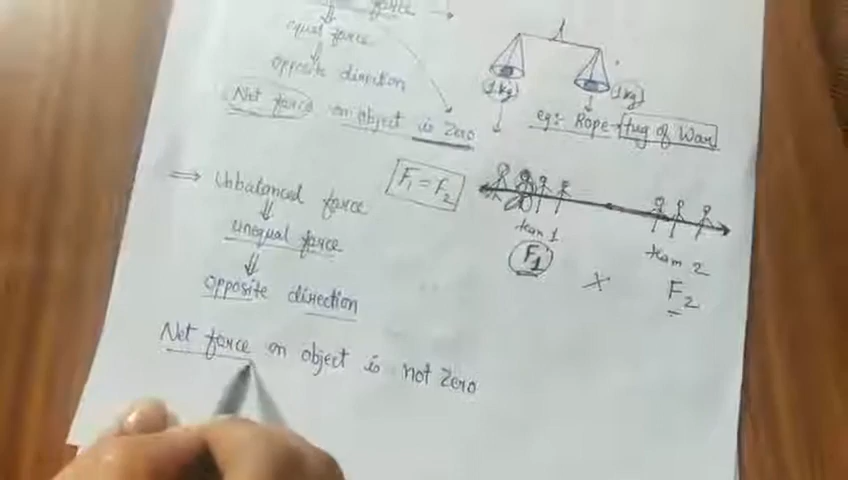 force →
equal force
opposite direction
Net force on object is Zero
(1kg)
(1kg)
eg:- Rope → tug of War
F₁ = F₂
team 1
F₁
×
team 2
F₂
⇒ Unbalanced force
unequal force
opposite direction
Net force on object is not Zero